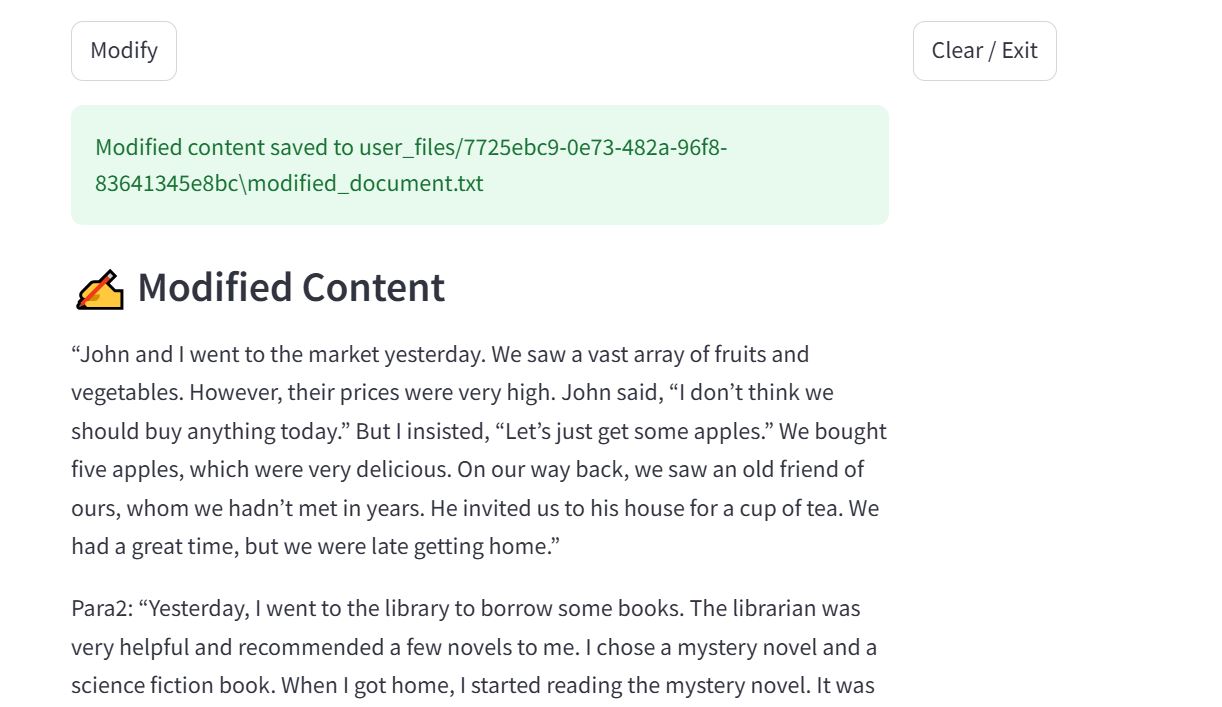 Modify
Clear / Exit
Modified content saved to user_files/7725ebc9-0e73-482a-96f8-
83641345e8bc\modified_document.txt
Modified Content
“John and I went to the market yesterday. We saw a vast array of fruits and
vegetables. However, their prices were very high. John said, “I don’t think we
should buy anything today.” But I insisted, “Let’s just get some apples.” We bought
five apples, which were very delicious. On our way back, we saw an old friend of
ours, whom we hadn’t met in years. He invited us to his house for a cup of tea. We
had a great time, but we were late getting home.”
Para2: “Yesterday, I went to the library to borrow some books. The librarian was
very helpful and recommended a few novels to me. I chose a mystery novel and a
science fiction book. When I got home, I started reading the mystery novel. It was